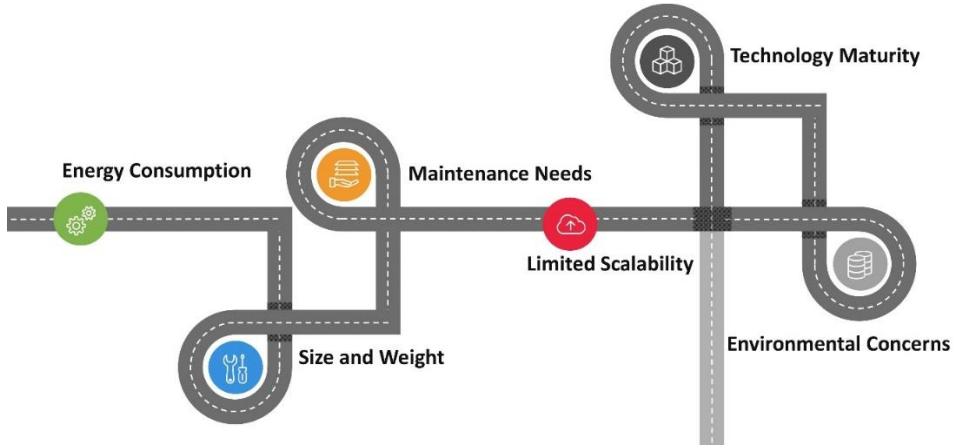 Technology Maturity
Energy Consumption
Maintenance Needs
Limited Scalability
Size and Weight
Environmental Concerns